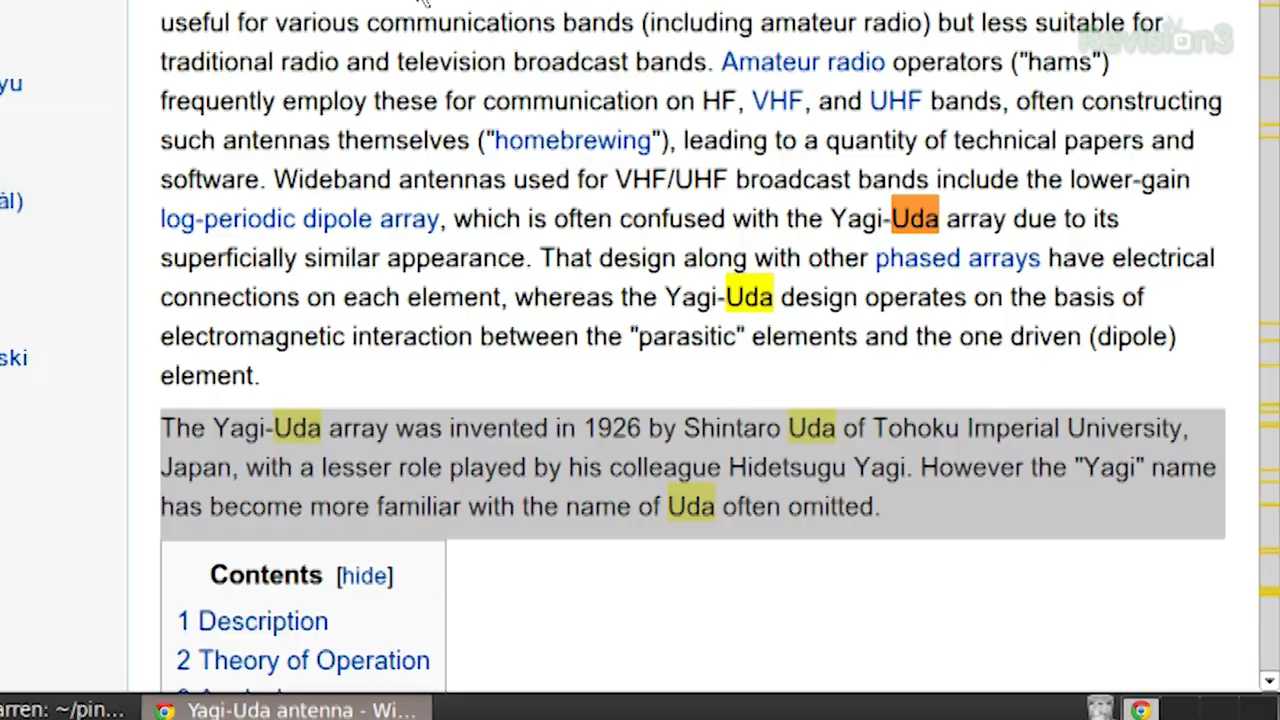 useful for various communications bands (including amateur radio) but less suitable for
Revision3
traditional radio and television broadcast bands. Amateur radio operators ("hams")
yu
frequently employ these for communication on HF, VHF, and UHF bands, often constructing
such antennas themselves ("homebrewing"), leading to a quantity of technical papers and
software. Wideband antennas used for VHF/UHF broadcast bands include the lower-gain
āl)
log-periodic dipole array, which is often confused with the Yagi-Uda array due to its
superficially similar appearance. That design along with other phased arrays have electrical
connections on each element, whereas the Yagi-Uda design operates on the basis of
electromagnetic interaction between the "parasitic" elements and the one driven (dipole)
ski
element.
The Yagi-Uda array was invented in 1926 by Shintaro Uda of Tohoku Imperial University,
Japan, with a lesser role played by his colleague Hidetsugu Yagi. However the "Yagi" name
has become more familiar with the name of Uda often omitted.
Contents [hide]
1 Description
2 Theory of Operation
arren: ~/pin...
Yagi-Uda antenna - Wi...